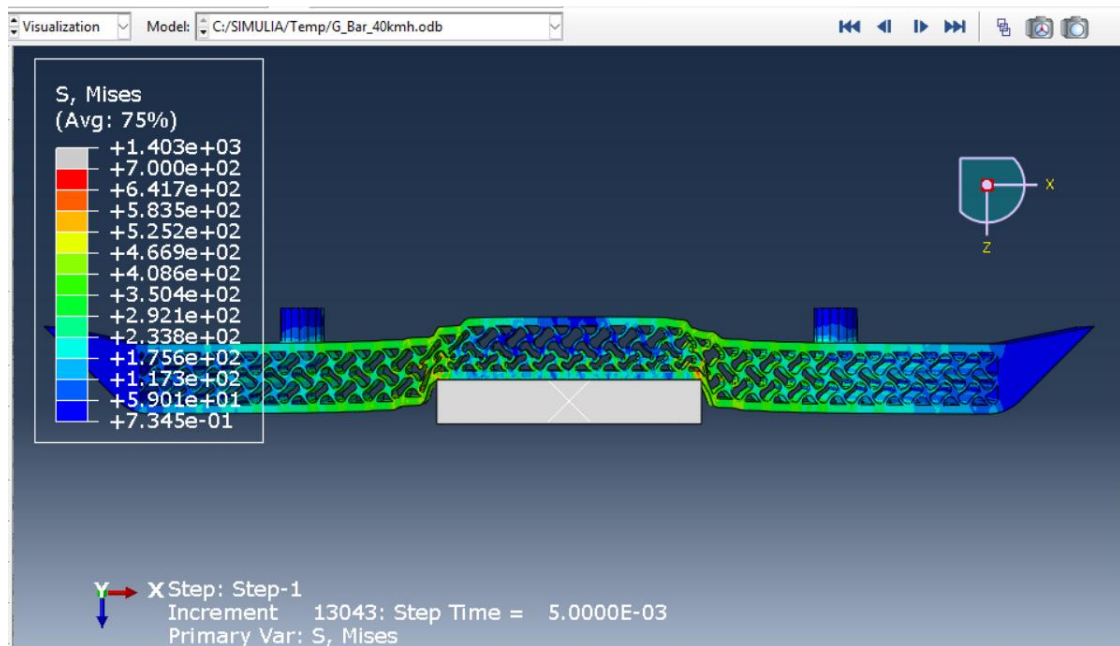 Visualization Model: C:/SIMULIA/Temp/G_Bar_40kmh.odb
S, Mises
(Avg: 75%)
+1.403e+03
+7.000e+02
+6.417e+02
+5.835e+02
+5.252e+02
+4.669e+02
+4.086e+02
+3.504e+02
+2.921e+02
+2.338e+02
+1.756e+02
+1.173e+02
+5.901e+01
+7.345e-01
X
Z
Y X Step: Step-1
Increment 13043: Step Time = 5.0000E-03
Primary Var: S, Mises